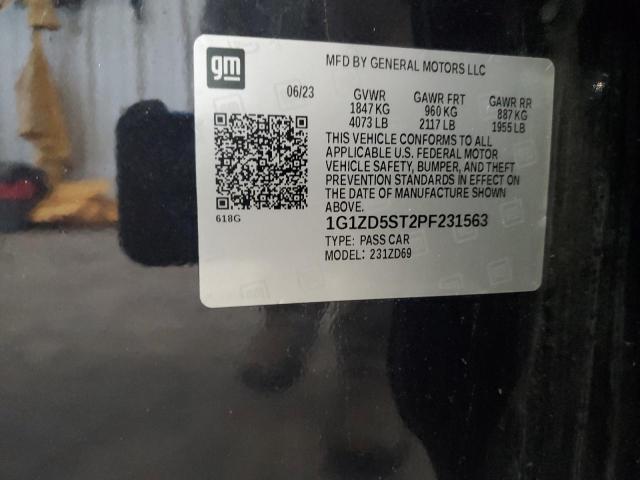 gm
MFD BY GENERAL MOTORS LLC
06/23 GVWR GAWR FRT GAWR RR
1847 KG 960 KG 887 KG
4073 LB 2117 LB 1955 LB
THIS VEHICLE CONFORMS TO ALL
APPLICABLE U.S. FEDERAL MOTOR
VEHICLE SAFETY, BUMPER, AND THEFT
PREVENTION STANDARDS IN EFFECT ON
THE DATE OF MANUFACTURE SHOWN
ABOVE.
618G
1G1ZD5ST2PF231563
TYPE: PASS CAR
MODEL: 231ZD69